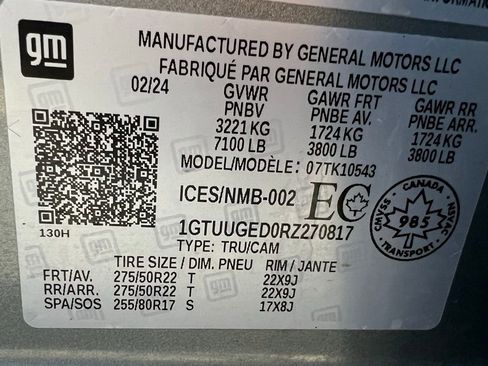 INFORMATION
gm
MANUFACTURED BY GENERAL MOTORS LLC
FABRIQUÉ PAR GENERAL MOTORS LLC
02/24 GVWR GAWR FRT GAWR RR
PNBV PNBE AV. PNBE ARR.
3221 KG 1724 KG 1724 KG
7100 LB 3800 LB 3800 LB
MODEL/MODÈLE: 07TK10543
ICES/NMB-002 EC
1GTUUGED0RZ270817
TYPE: TRU/CAM
130H
CANADA
CMVSS 985 NSVAC
TRANSPORT
TIRE SIZE / DIM. PNEU RIM / JANTE
FRT/AV. 275/50R22 T 22X9J
RR/ARR. 275/50R22 T 22X9J
SPA/SOS 255/80R17 S 17X8J